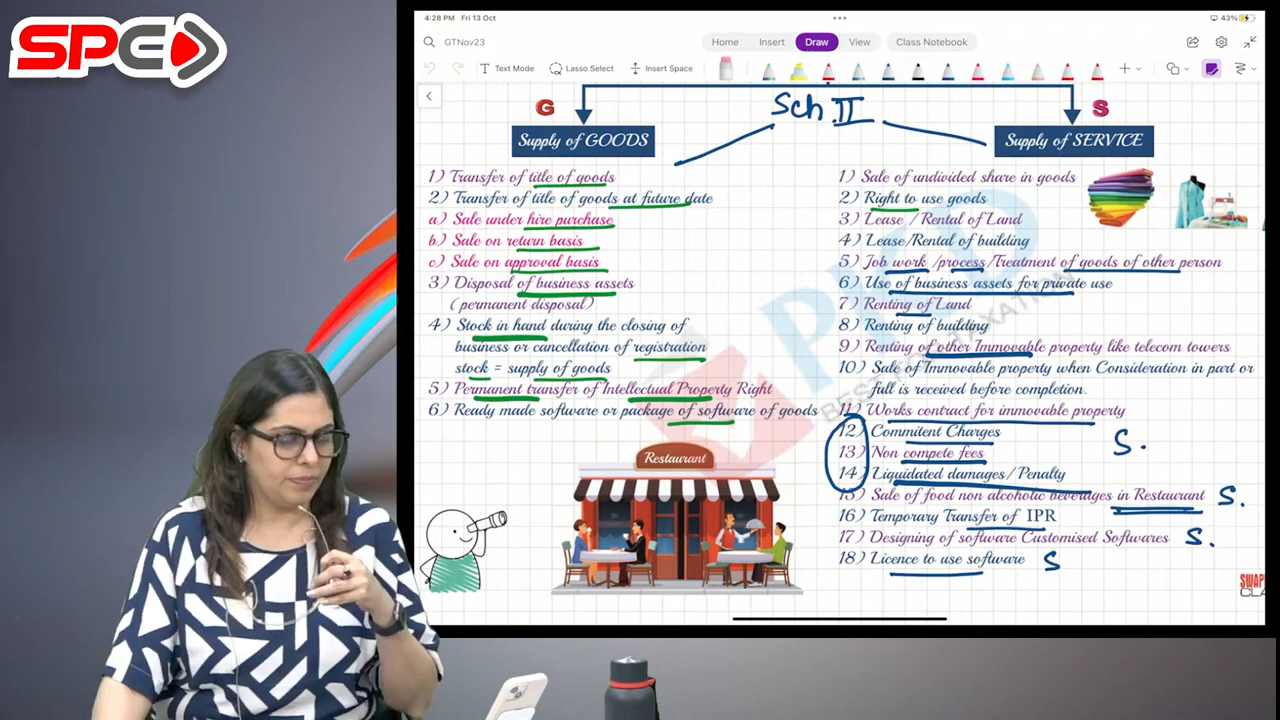 SPE
4:28 PM Fri 13 Oct
43%
GTNov23
Home Insert Draw View Class Notebook
Text Mode Lasso Select Insert Space
G
Sch. II
S
Supply of GOODS
Supply of SERVICE
1) Transfer of title of goods
2) Transfer of title of goods at future date
a) Sale under hire purchase
b) Sale on return basis
c) Sale on approval basis
3) Disposal of business assets
(permanent disposal)
4) Stock in hand during the closing of
business or cancellation of registration
stock = supply of goods
5) Permanent transfer of Intellectual Property Right
6) Ready made software or package of software of goods
Restaurant
1) Sale of undivided share in goods
2) Right to use goods
3) Lease / Rental of Land
4) Lease/Rental of building
5) Job work /process/Treatment of goods of other person
6) Use of business assets for private use
7) Renting of Land
8) Renting of building
9) Renting of other Immovable property like telecom towers
10) Sale of Immovable property when Consideration in part or
full is received before completion.
11) Works contract for immovable property
12) Commitent Charges
13) Non compete fees
S.
14) Liquidated damages/Penalty
15) Sale of food non alcoholic beverages in Restaurant S.
16) Temporary Transfer of IPR
17) Designing of software Customised Softwares S.
18) Licence to use software S
PKD
BEST FOR TAXATION
SWAP
CLA